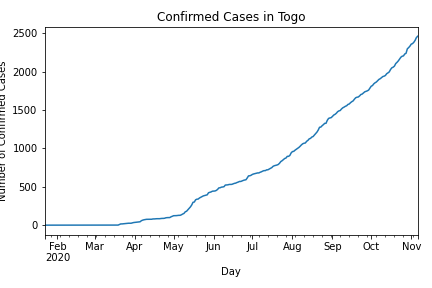 Confirmed Cases in Togo
Number of Confirmed Cases
2500
2000
1500
1000
500
0
Feb Mar Apr May Jun Jul Aug Sep Oct Nov
2020
Day